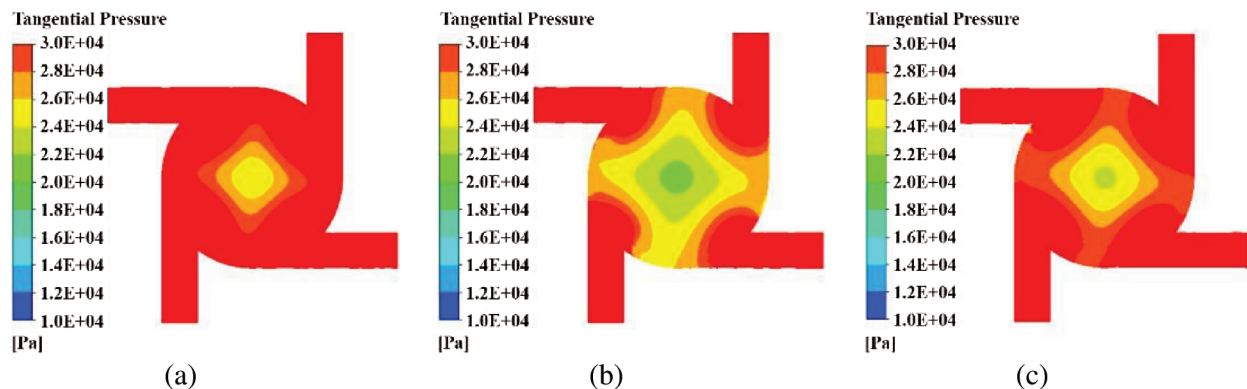 Tangential Pressure
3.0E+04
2.8E+04
2.6E+04
2.4E+04
2.2E+04
2.0E+04
1.8E+04
1.6E+04
1.4E+04
1.2E+04
1.0E+04
[Pa]
(a)
Tangential Pressure
3.0E+04
2.8E+04
2.6E+04
2.4E+04
2.2E+04
2.0E+04
1.8E+04
1.6E+04
1.4E+04
1.2E+04
1.0E+04
[Pa]
(b)
Tangential Pressure
3.0E+04
2.8E+04
2.6E+04
2.4E+04
2.2E+04
2.0E+04
1.8E+04
1.6E+04
1.4E+04
1.2E+04
1.0E+04
[Pa]
(c)